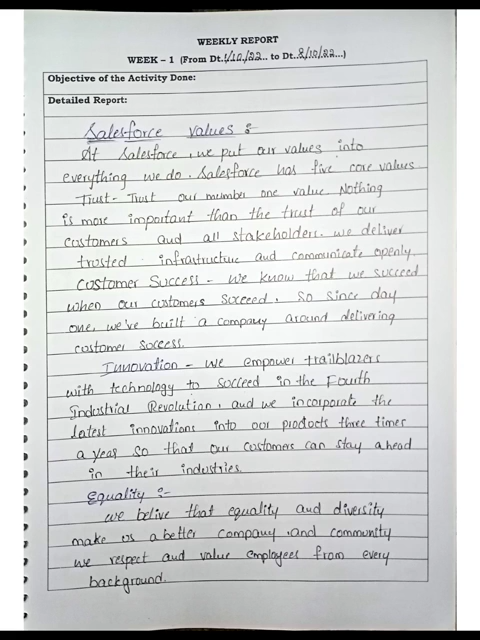 WEEKLY REPORT
WEEK – 1 (From Dt.1/10/22.. to Dt..8/10/22...)
Objective of the Activity Done:
Detailed Report:
Salesforce values :-
At Salesforce, we put our values into
everything we do. Salesforce has five core values
Trust - Trust our mumber one value. Nothing
is more important than the trust of our
customers and all stakeholders. we deliver
trosted infrastructure and communicate openly
Customer Success - we know that we succeed
when our customers succeed. So since day
one, we've built a company around delivering
customer success.
Innovation - we empower trailblazers
with technology to succeed in the Fourth
Industrial Revolution, and we incorporate the
latest innovations into our products three times
a year so that our customers can stay ahead
in their industries.
Equality :-
we belive that equality and diversity
make us a better company and community
we respect and value employees from every
background.